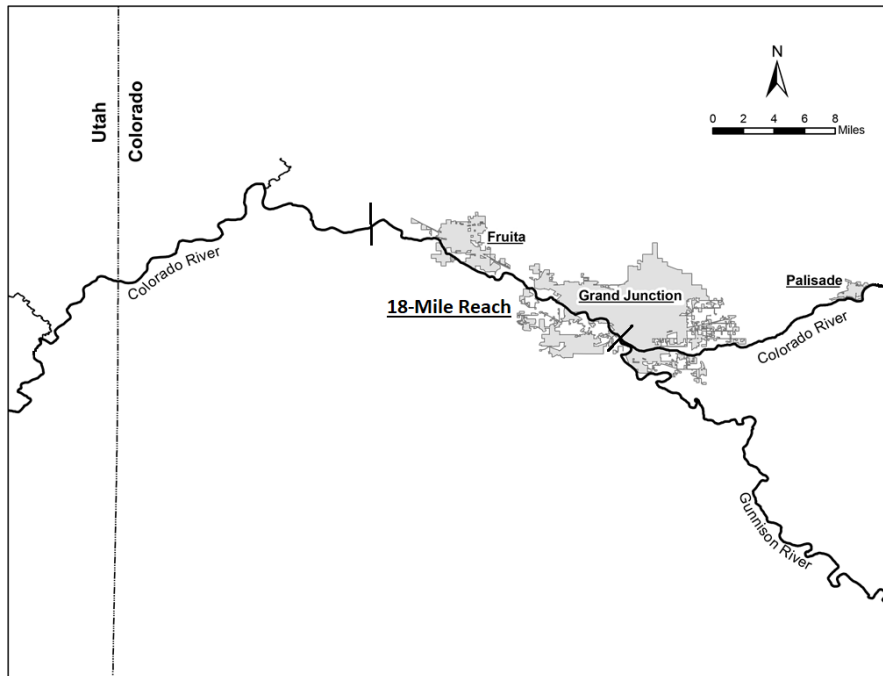 N
0 2 4 6 8
Miles
Utah
Colorado
Fruita
Colorado River
Grand Junction
Palisade
18-Mile Reach
Colorado River
Gunnison River